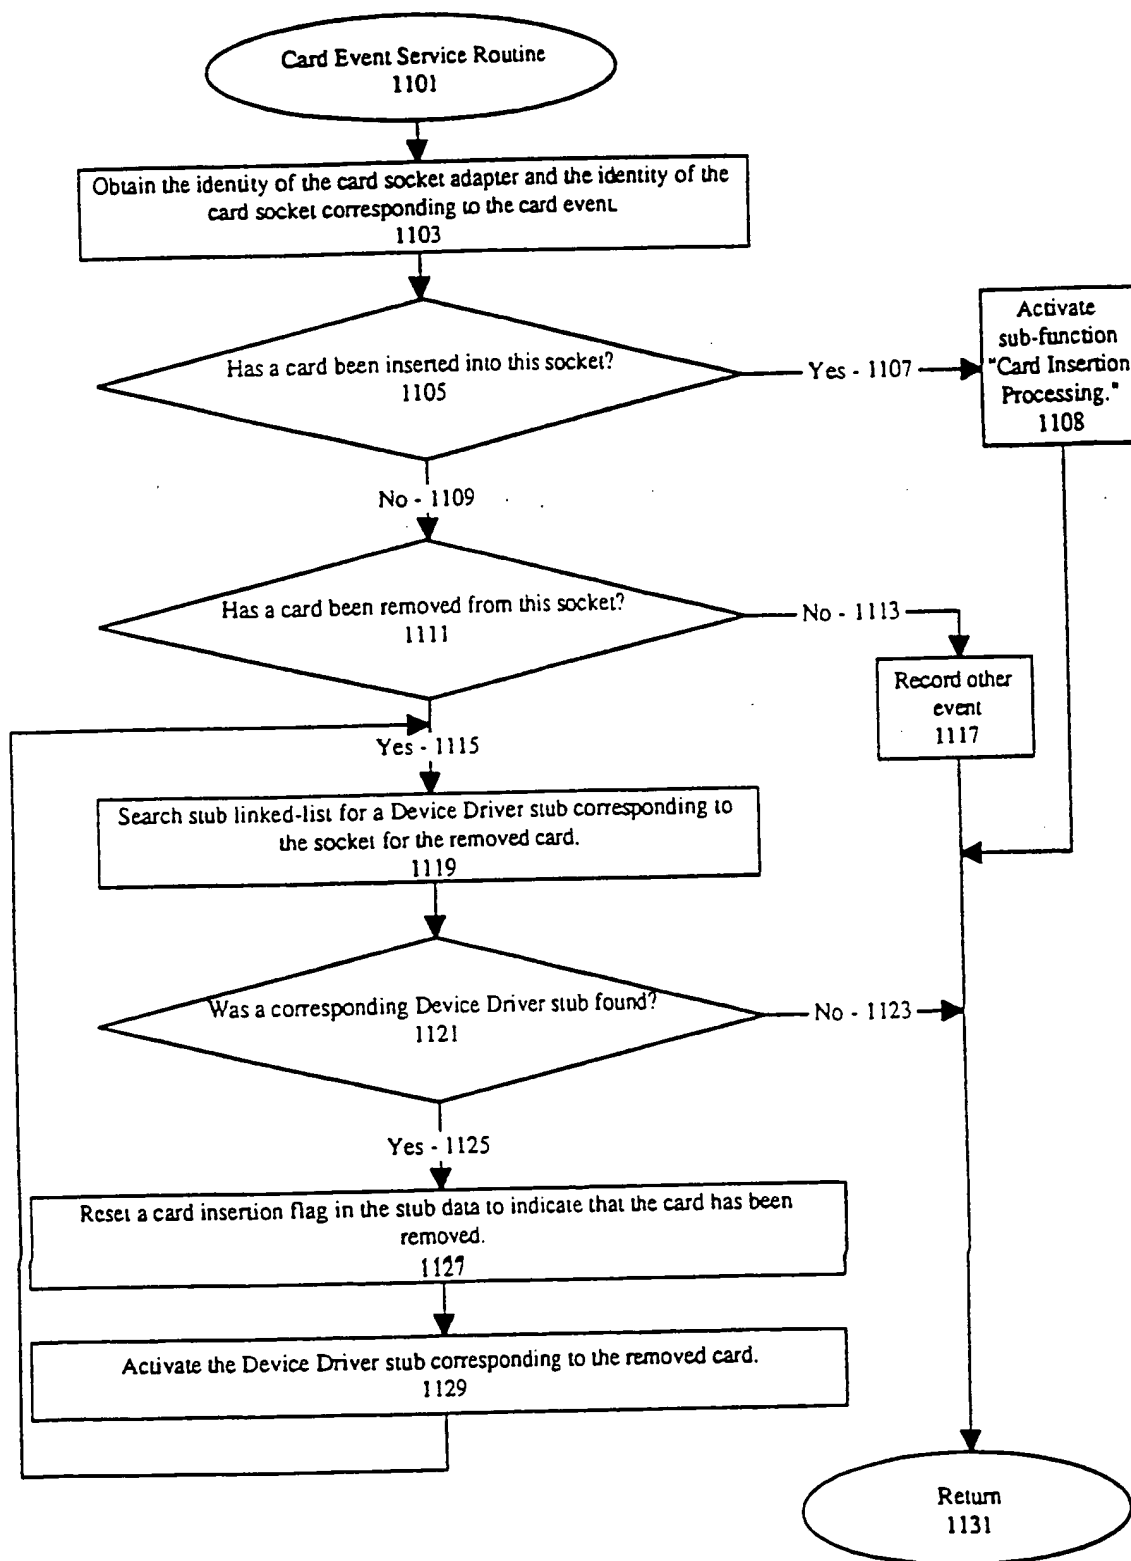 Card Event Service Routine
1101
Obtain the identity of the card socket adapter and the identity of the
card socket corresponding to the card event.
1103
Has a card been inserted into this socket?
1105
Yes - 1107
Activate
sub-function
"Card Insertion
Processing."
1108
No - 1109
Has a card been removed from this socket?
1111
No - 1113
Record other
event
1117
Yes - 1115
Search stub linked-list for a Device Driver stub corresponding to
the socket for the removed card.
1119
Was a corresponding Device Driver stub found?
1121
No - 1123
Yes - 1125
Reset a card insertion flag in the stub data to indicate that the card has been
removed.
1127
Activate the Device Driver stub corresponding to the removed card.
1129
Return
1131